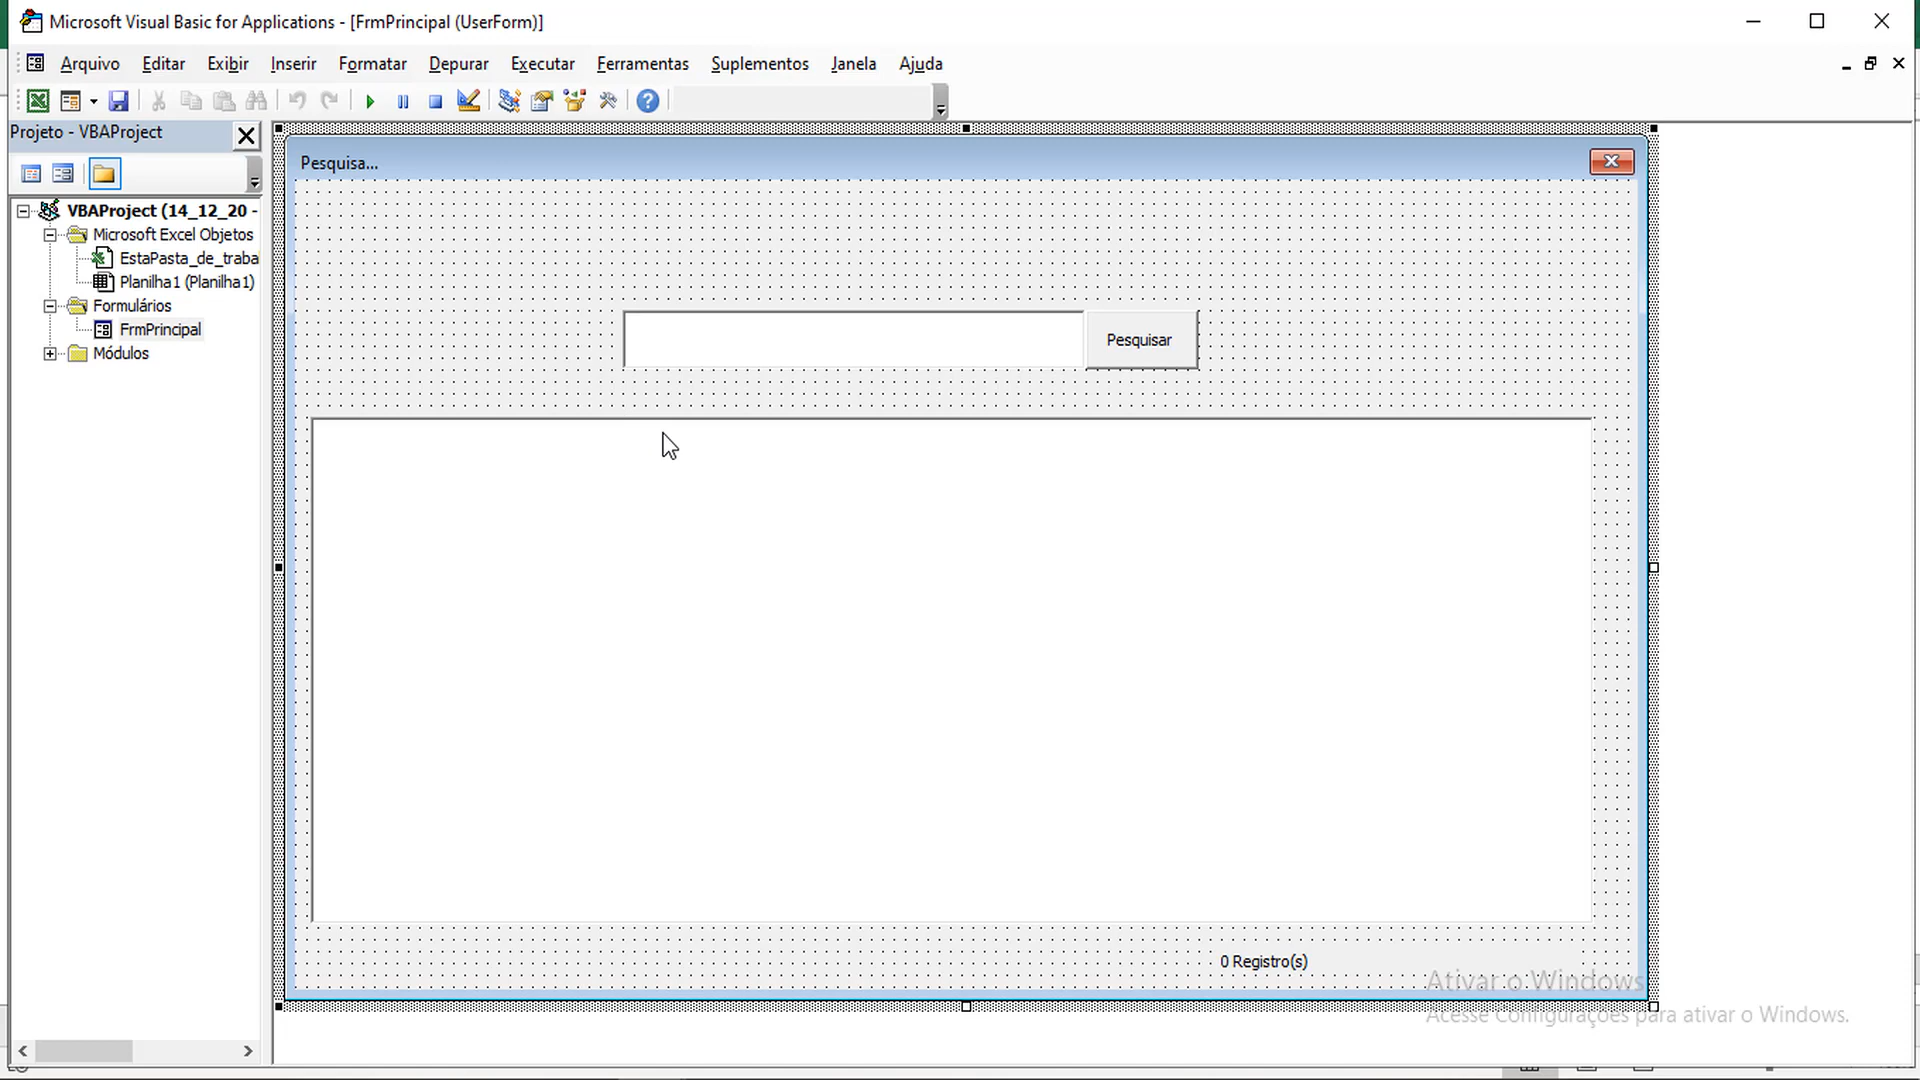 Microsoft Visual Basic for Applications - [FrmPrincipal (UserForm)]
Arquivo Editar Exibir Inserir Formatar Depurar Executar Ferramentas Suplementos Janela Ajuda
Projeto - VBAProject
VBAProject (14_12_20 -
Microsoft Excel Objetos
EstaPasta_de_traba
Planilha1 (Planilha1)
Formulários
FrmPrincipal
Módulos
Pesquisa...
Pesquisar
0 Registro(s)
Ativar o Windows
Acesse Configurações para ativar o Windows.